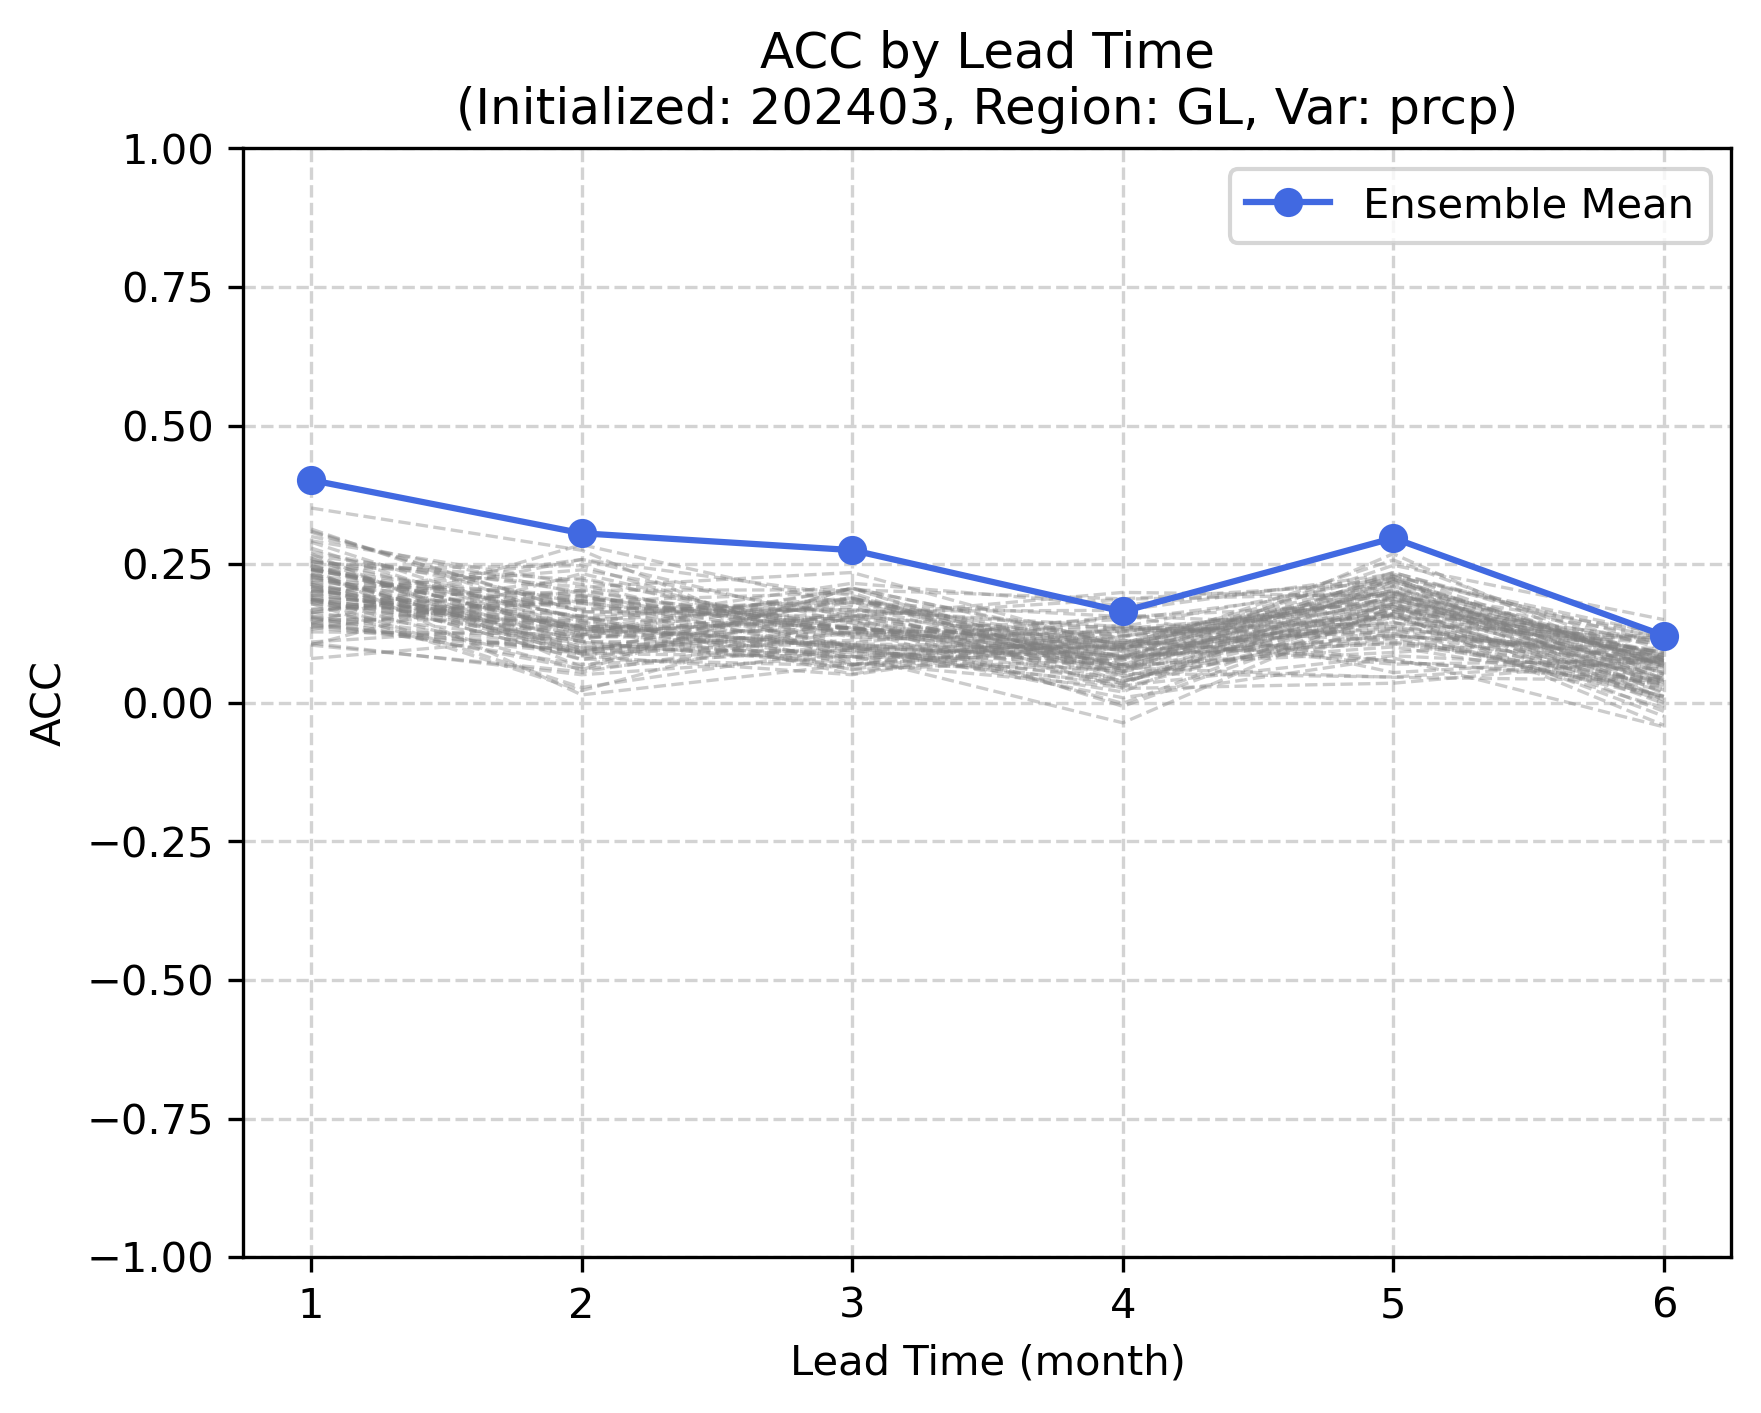 ACC by Lead Time
(Initialized: 202403, Region: GL, Var: prcp)
Ensemble Mean
1.00
0.75
0.50
0.25
0.00
−0.25
−0.50
−0.75
−1.00
ACC
1 2 3 4 5 6
Lead Time (month)